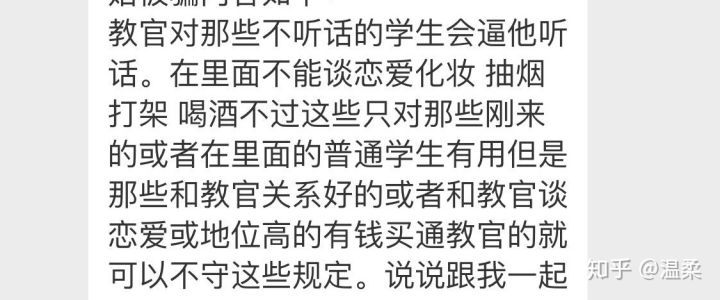 教官对那些不听话的学生会逼他听
话。在里面不能谈恋爱化妆 抽烟
打架 喝酒不过这些只对那些刚来
的或者在里面的普通学生有用但是
那些和教官关系好的或者和教官谈
恋爱或地位高的有钱买通教官的就
可以不守这些规定。说说跟我一起
知乎 @温柔